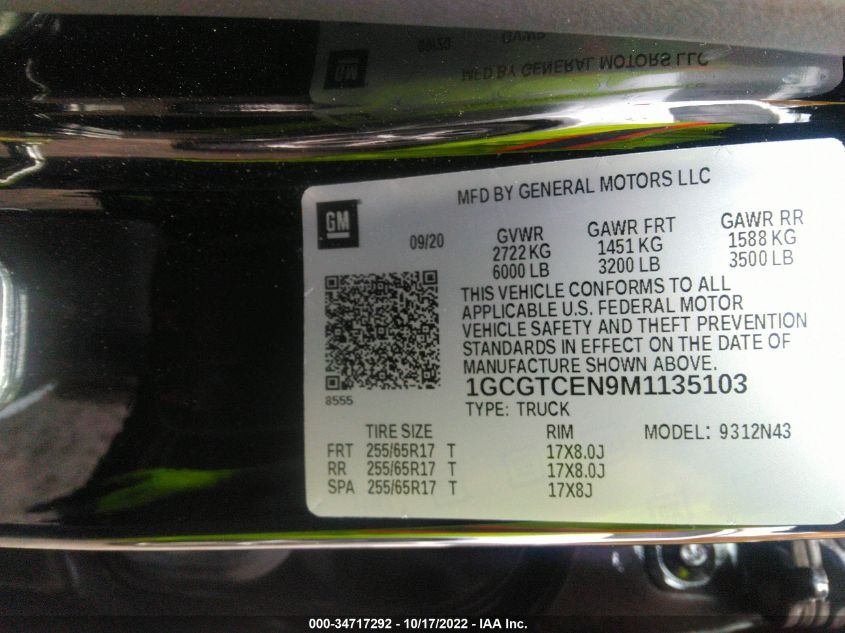 09/20 GVWR
MFD BY GENERAL MOTORS LLC
GM
MFD BY GENERAL MOTORS LLC
GM
09/20
GVWR GAWR FRT GAWR RR
2722 KG 1451 KG 1588 KG
6000 LB 3200 LB 3500 LB
THIS VEHICLE CONFORMS TO ALL
APPLICABLE U.S. FEDERAL MOTOR
VEHICLE SAFETY AND THEFT PREVENTION
STANDARDS IN EFFECT ON THE DATE OF
MANUFACTURE SHOWN ABOVE.
8555
1GCGTCEN9M1135103
TYPE: TRUCK
TIRE SIZE RIM MODEL: 9312N43
FRT 255/65R17 T 17X8.0J
RR 255/65R17 T 17X8.0J
SPA 255/65R17 T 17X8J
000-34717292 - 10/17/2022 - IAA Inc.